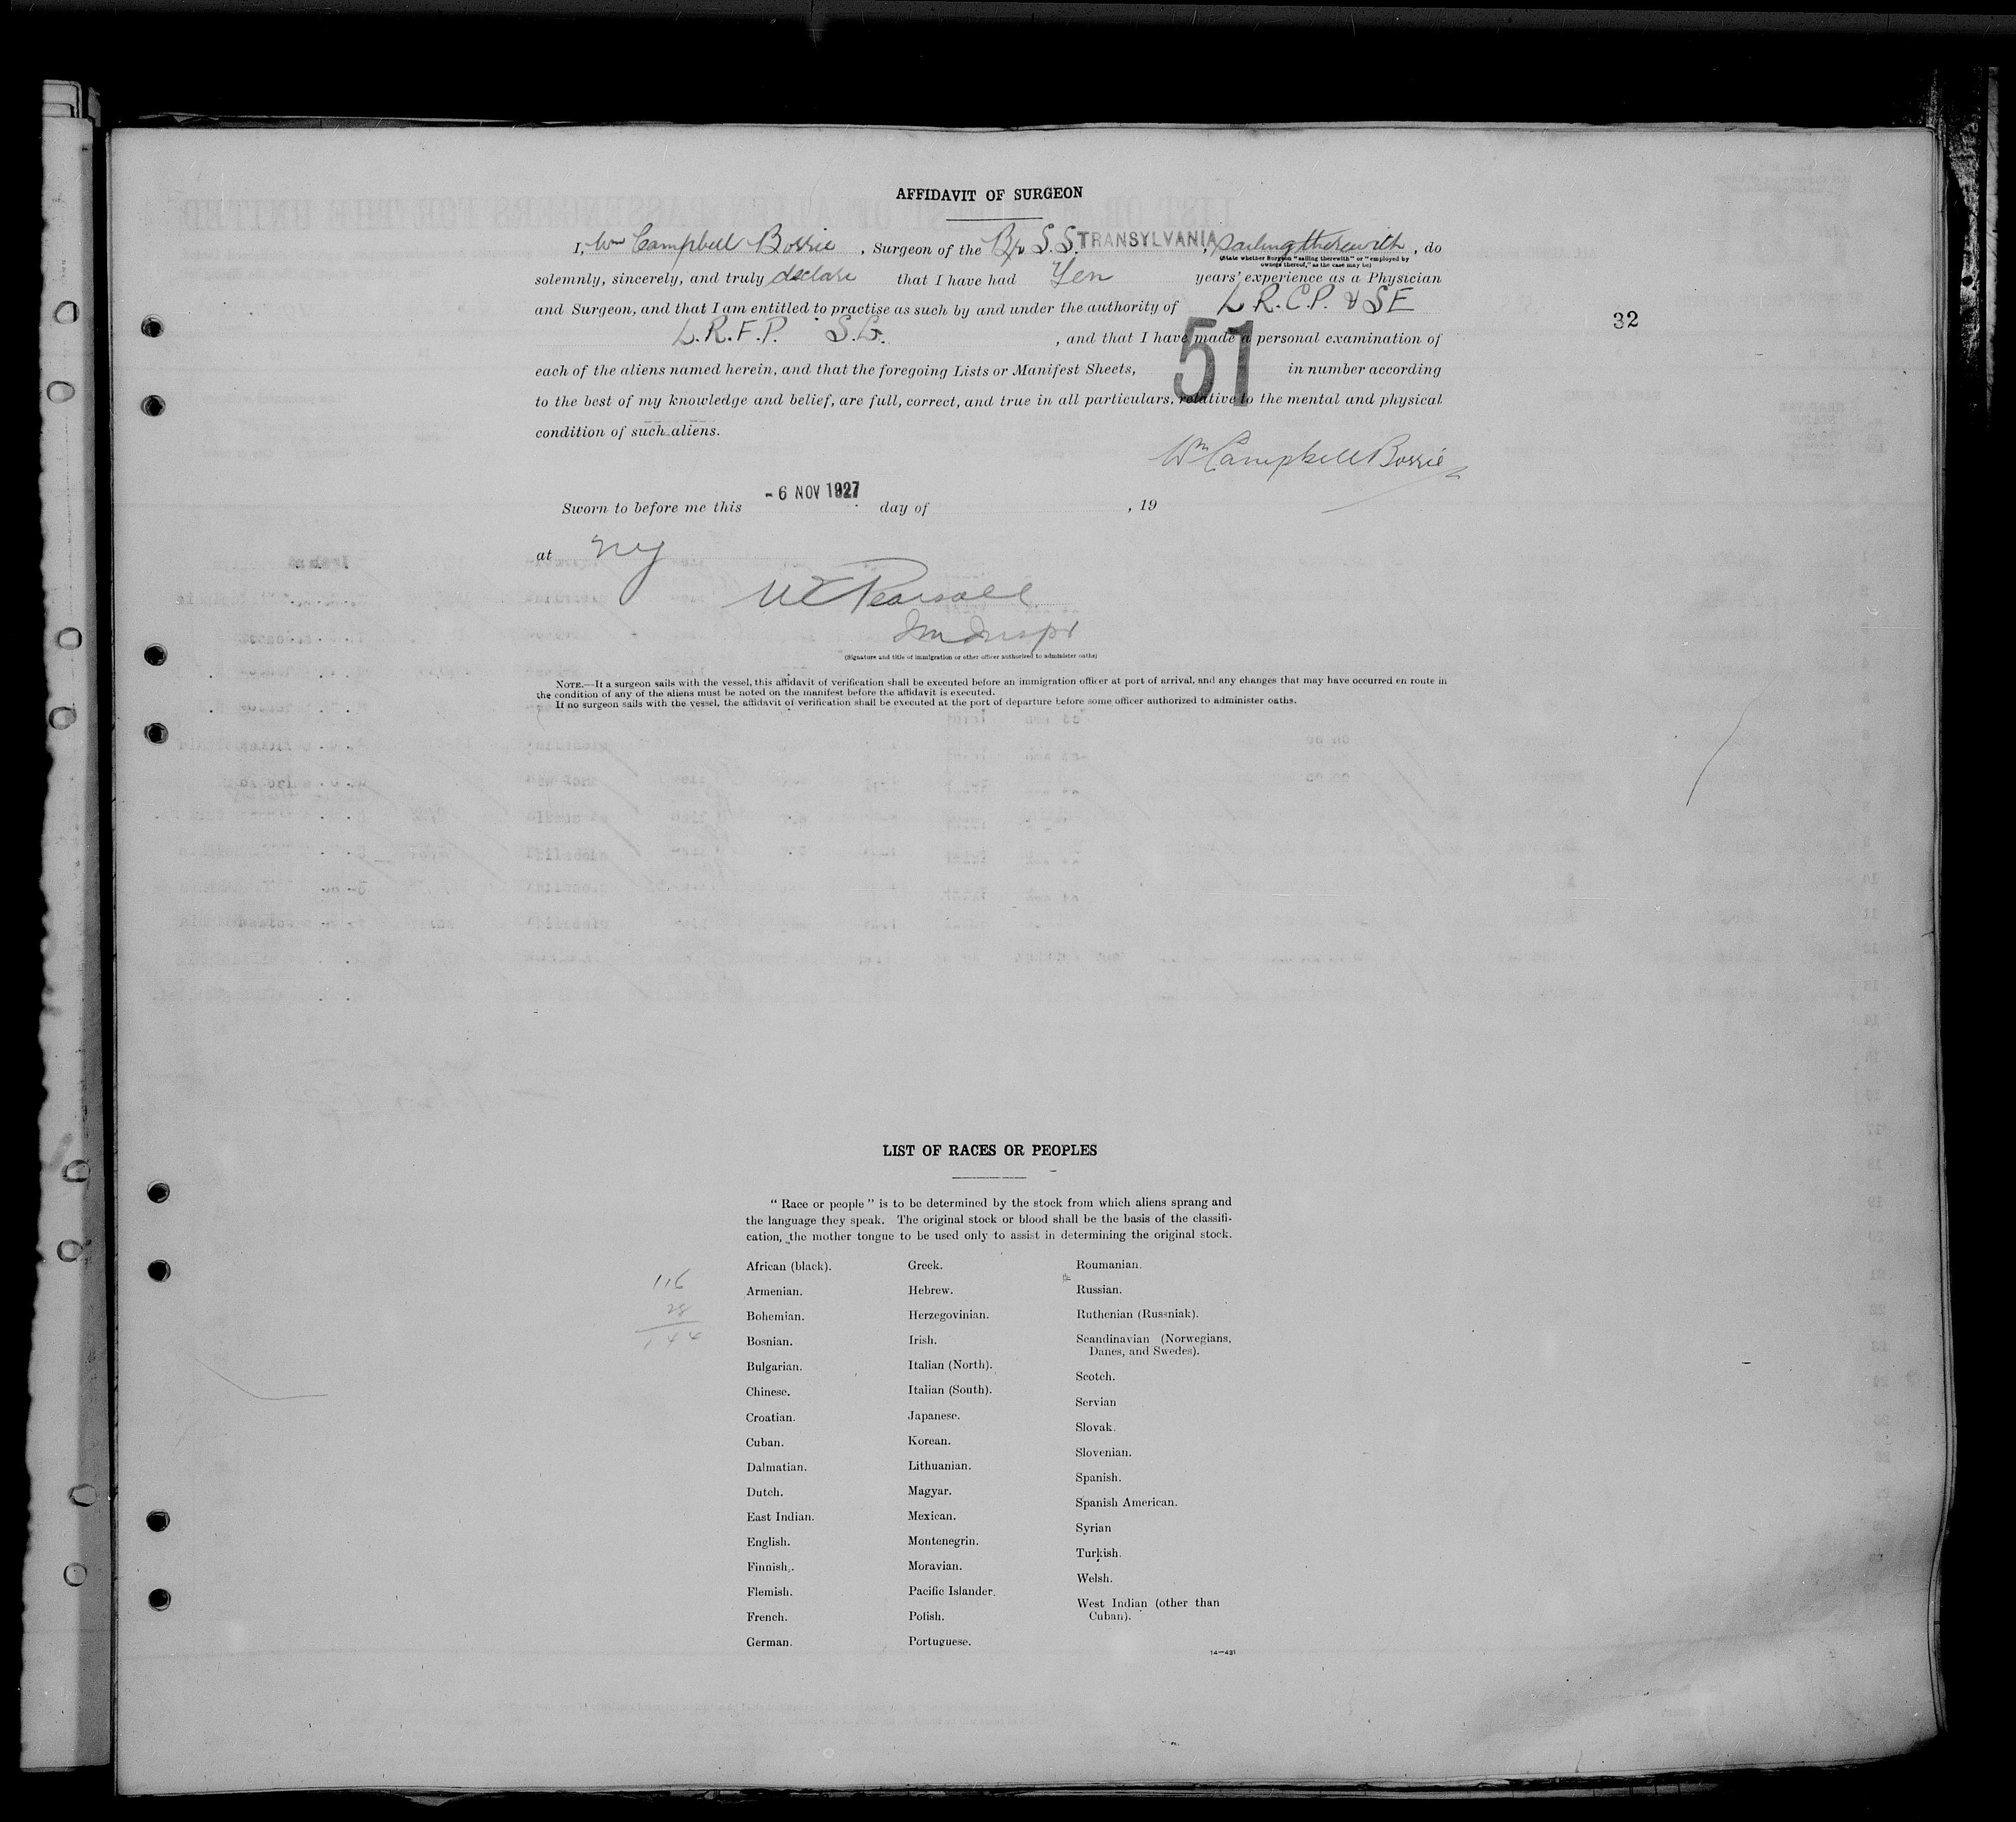 AFFIDAVIT OF SURGEON
I, Wm Campbell Bossie, Surgeon of the Br S.S. TRANSYLVANIA, sailing therewith, do
(State whether Surgeon "sailing therewith" or "employed by
owners thereof," as the case may be)
solemnly, sincerely, and truly declare that I have had Ten years' experience as a Physician
and Surgeon, and that I am entitled to practise as such by and under the authority of L.R.C.P. & S E
32
L.R.F.P. S.G. , and that I have made a personal examination of
each of the aliens named herein, and that the foregoing Lists or Manifest Sheets, 51 in number according
to the best of my knowledge and belief, are full, correct, and true in all particulars, relative to the mental and physical
condition of such aliens.
Wm Campbell Bossie
Sworn to before me this - 6 NOV 1927 day of , 19
at NY
Pearsall
Im Inspr
(Signature and title of immigration or other officer authorized to administer oaths)
NOTE.—If a surgeon sails with the vessel, this affidavit of verification shall be executed before an immigration officer at port of arrival, and any changes that may have occurred en route in
the condition of any of the aliens must be noted on the manifest before the affidavit is executed.
If no surgeon sails with the vessel, the affidavit of verification shall be executed at the port of departure before some officer authorized to administer oaths.
LIST OF RACES OR PEOPLES
" Race or people " is to be determined by the stock from which aliens sprang and
the language they speak. The original stock or blood shall be the basis of the classifi-
cation, the mother tongue to be used only to assist in determining the original stock.
116
28
144
African (black).
Armenian.
Bohemian.
Bosnian.
Bulgarian.
Chinese.
Croatian.
Cuban.
Dalmatian.
Dutch.
East Indian.
English.
Finnish.
Flemish.
French.
German.
Greek.
Hebrew.
Herzegovinian.
Irish.
Italian (North).
Italian (South).
Japanese.
Korean.
Lithuanian.
Magyar.
Mexican.
Montenegrin.
Moravian.
Pacific Islander.
Polish.
Portuguese.
Roumanian.
Russian.
Ruthenian (Russniak).
Scandinavian (Norwegians,
Danes, and Swedes).
Scotch.
Servian
Slovak.
Slovenian.
Spanish.
Spanish American.
Syrian
Turkish.
Welsh.
West Indian (other than
Cuban).
14—431